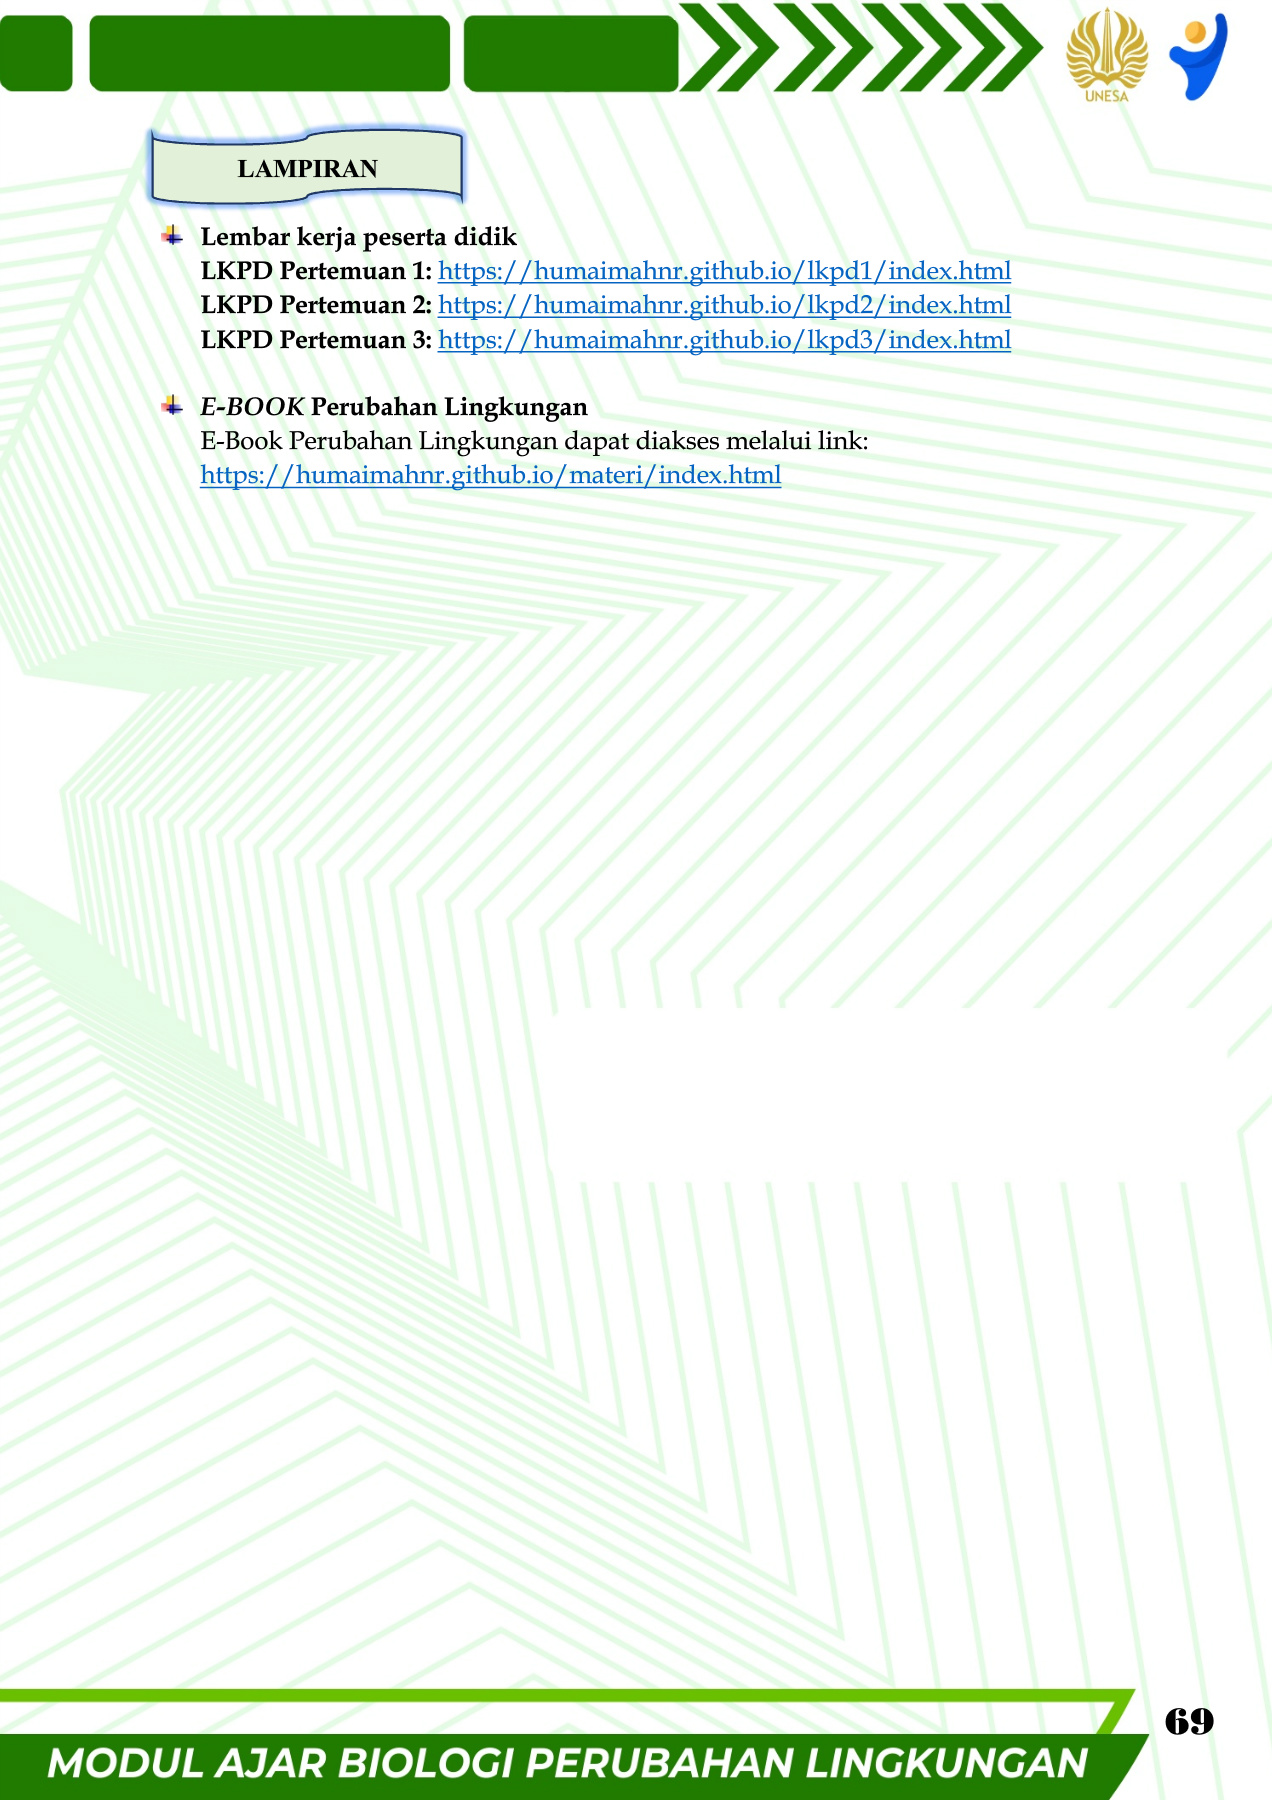 UNESA
LAMPIRAN
Lembar kerja peserta didik
LKPD Pertemuan 1: https://humaimahnr.github.io/lkpd1/index.html
LKPD Pertemuan 2: https://humaimahnr.github.io/lkpd2/index.html
LKPD Pertemuan 3: https://humaimahnr.github.io/lkpd3/index.html
E-BOOK Perubahan Lingkungan
E-Book Perubahan Lingkungan dapat diakses melalui link:
https://humaimahnr.github.io/materi/index.html
69
MODUL AJAR BIOLOGI PERUBAHAN LINGKUNGAN